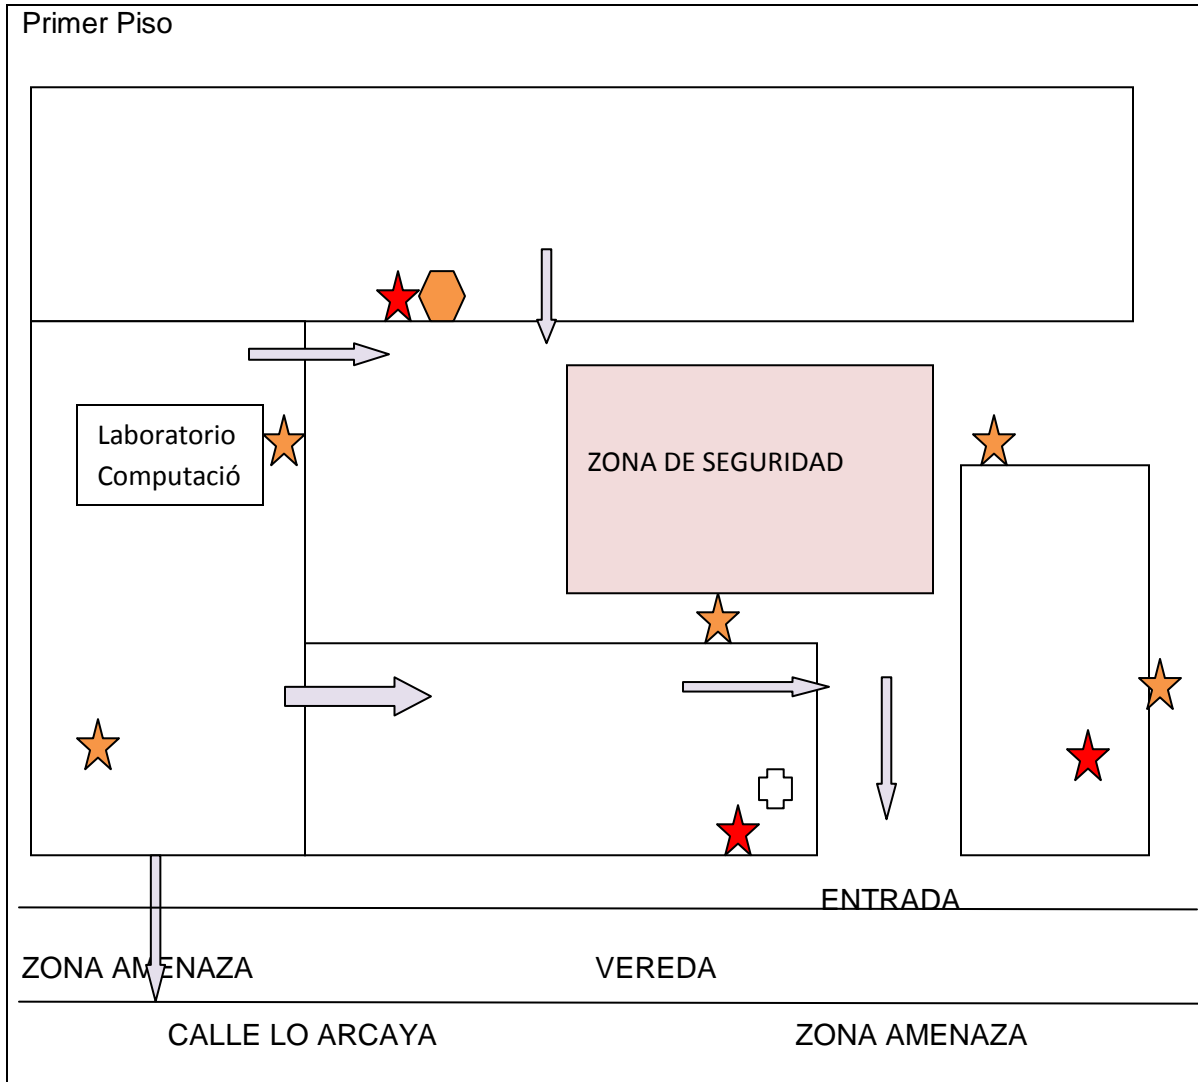 Primer Piso
Laboratorio
Computació
ZONA DE SEGURIDAD
ENTRADA
ZONA AMENAZA
VEREDA
CALLE LO ARCAYA
ZONA AMENAZA